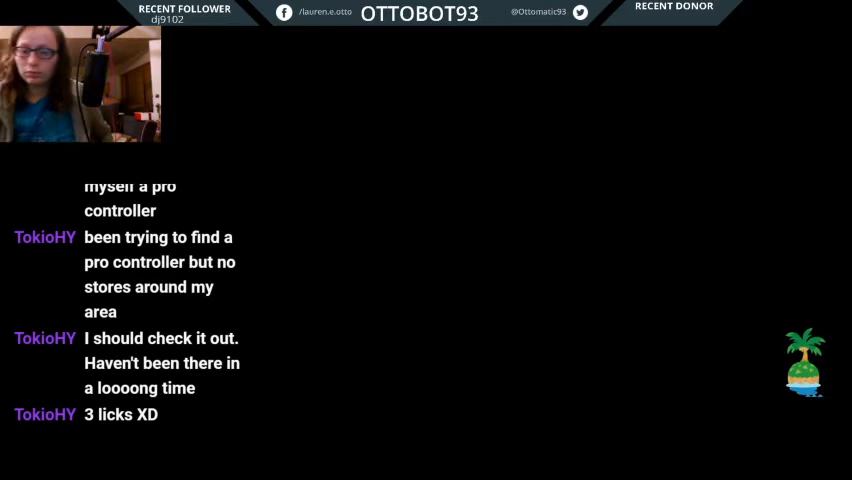 RECENT FOLLOWER
dj9102
/lauren.e.otto
OTTOBOT93
@Ottomatic93
RECENT DONOR
myself a pro
controller
TokioHY been trying to find a
pro controller but no
stores around my
area
TokioHY I should check it out.
Haven't been there in
a loooong time
TokioHY 3 licks XD